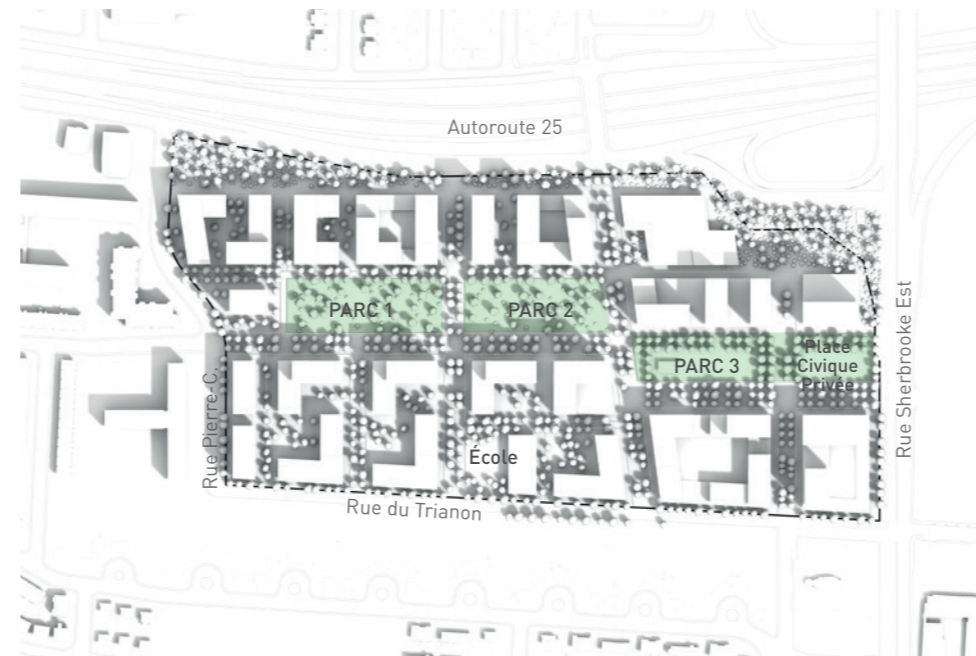 Autoroute 25
PARC 1
PARC 2
PARC 3
Place
Civique
Privée
Rue Sherbrooke Est
Rue Pierre-C.
École
Rue du Trianon